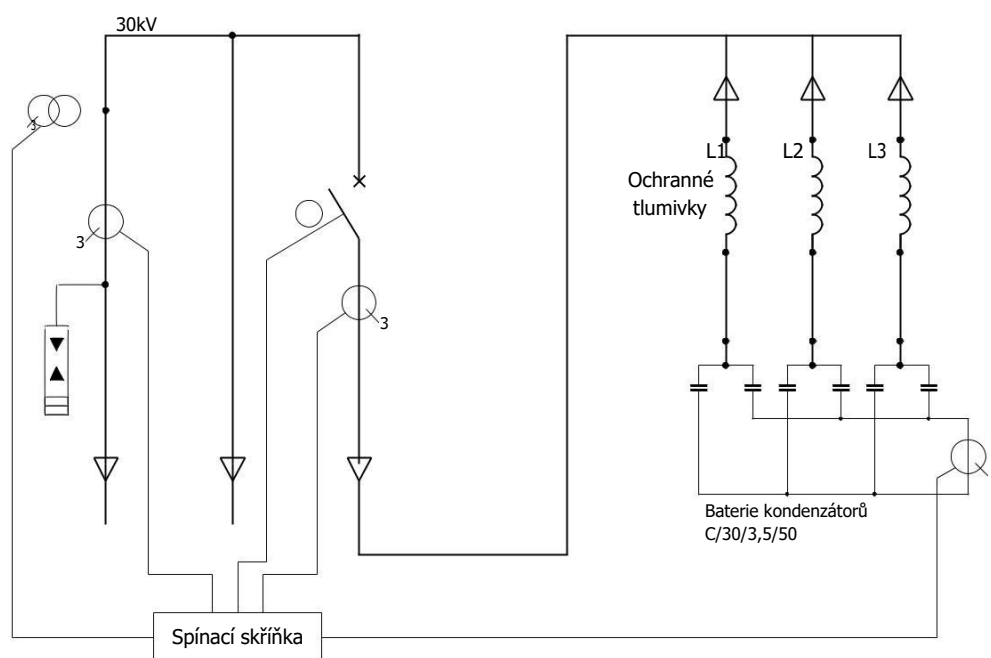 30kV
3
L1
L2
L3
Ochranné
tlumivky
3
3
Baterie kondenzátorů
C/30/3,5/50
Spínací skříňka